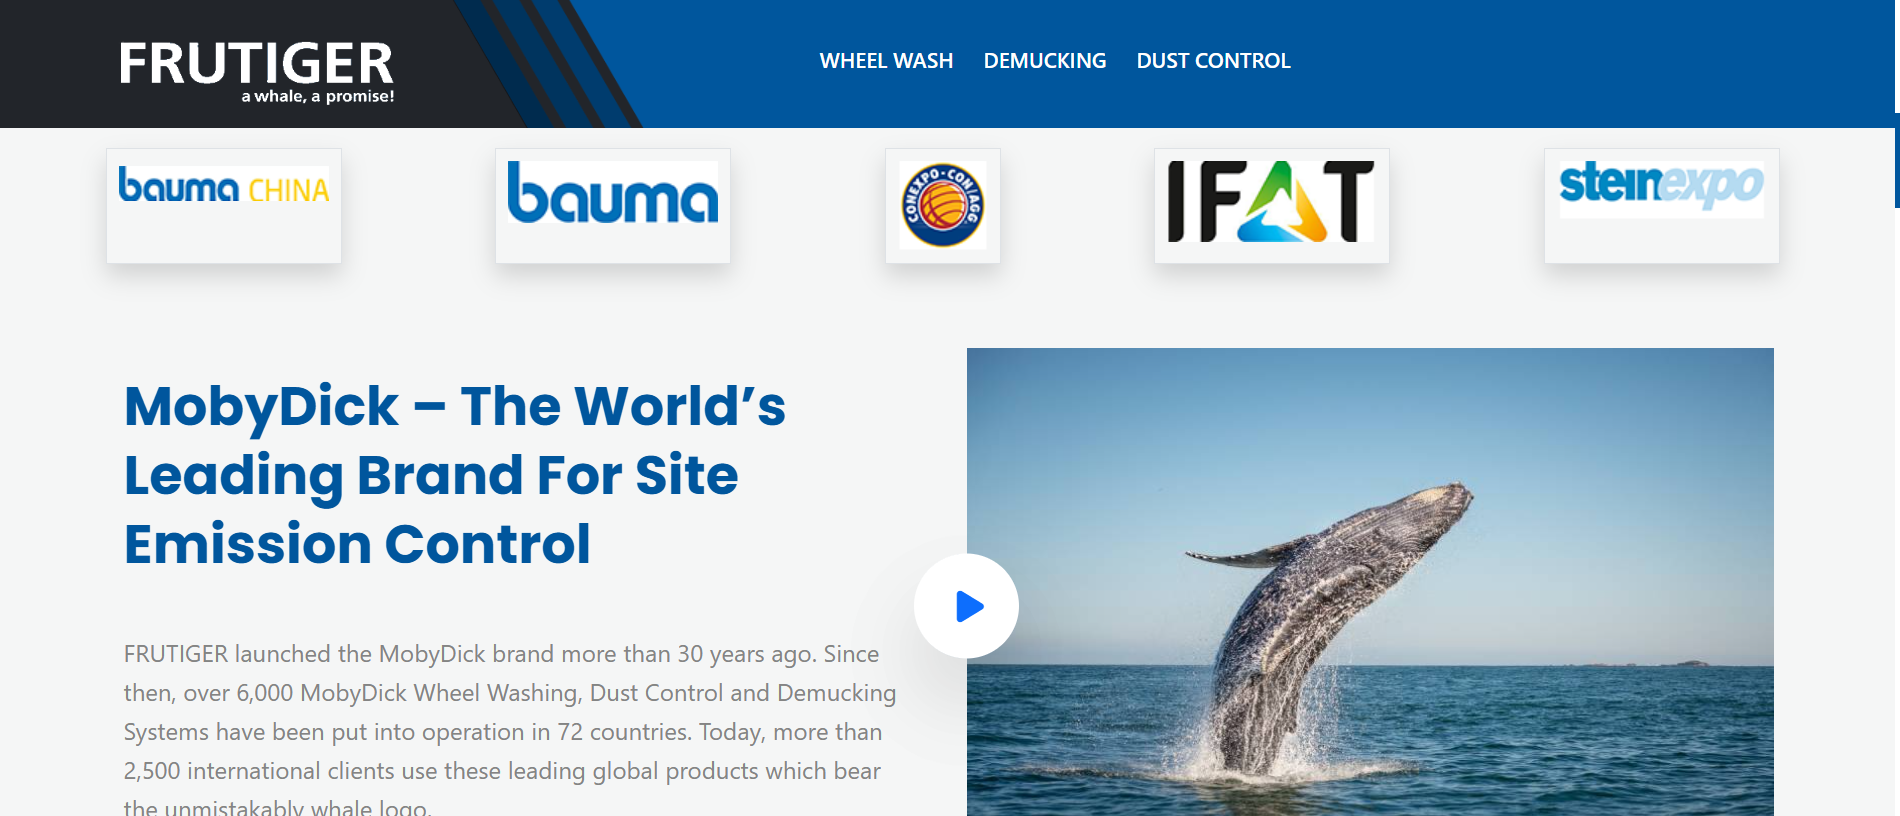 FRUTIGER
a whale, a promise!
WHEEL WASH DEMUCKING DUST CONTROL
bauma CHINA
bauma
CONEXPO-CON/AGG
IFAT
steinexpo
MobyDick – The World’s
Leading Brand For Site
Emission Control
FRUTIGER launched the MobyDick brand more than 30 years ago. Since
then, over 6,000 MobyDick Wheel Washing, Dust Control and Demucking
Systems have been put into operation in 72 countries. Today, more than
2,500 international clients use these leading global products which bear
the unmistakably whale logo.